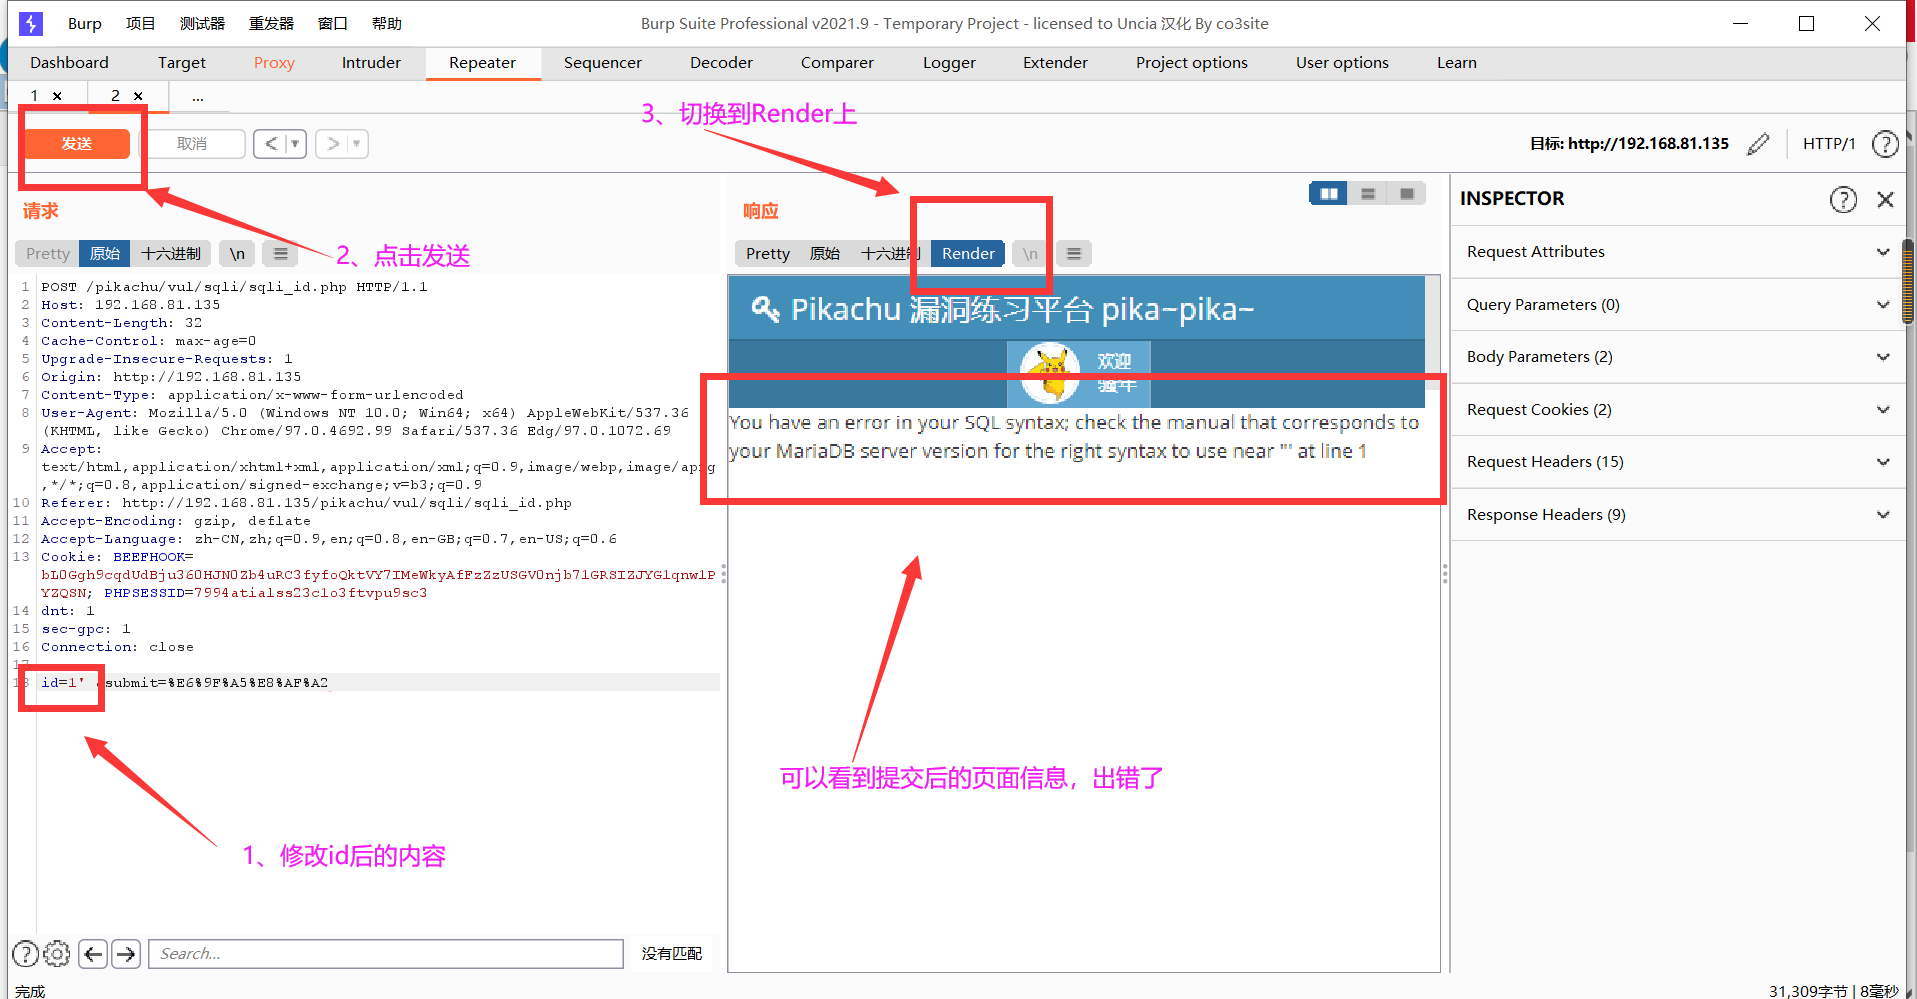 Burp 项目 测试器 重发器 窗口 帮助 Burp Suite Professional v2021.9 - Temporary Project - licensed to Uncia 汉化 By co3site
Dashboard Target Proxy Intruder Repeater Sequencer Decoder Comparer Logger Extender Project options User options Learn
1 × 2 × ...
3、切换到Render上
发送 取消 < > 目标: http://192.168.81.135 HTTP/1 ?
请求 响应 INSPECTOR ?
Pretty 原始 十六进制 \n
2、点击发送
Pretty 原始 十六进制 Render \n
1 POST /pikachu/vul/sqli/sqli_id.php HTTP/1.1
2 Host: 192.168.81.135
3 Content-Length: 32
4 Cache-Control: max-age=0
5 Upgrade-Insecure-Requests: 1
6 Origin: http://192.168.81.135
7 Content-Type: application/x-www-form-urlencoded
8 User-Agent: Mozilla/5.0 (Windows NT 10.0; Win64; x64) AppleWebKit/537.36
(KHTML, like Gecko) Chrome/97.0.4692.99 Safari/537.36 Edg/97.0.1072.69
9 Accept:
text/html,application/xhtml+xml,application/xml;q=0.9,image/webp,image/apng
,*/*;q=0.8,application/signed-exchange;v=b3;q=0.9
10 Referer: http://192.168.81.135/pikachu/vul/sqli/sqli_id.php
11 Accept-Encoding: gzip, deflate
12 Accept-Language: zh-CN,zh;q=0.9,en;q=0.8,en-GB;q=0.7,en-US;q=0.6
13 Cookie: BEEFHOOK=
YZQSN; PHPSESSID=7994atialss23clo3ftvpu9sc3
14 dnt: 1
15 sec-gpc: 1
16 Connection: close
17
18 id=1' &submit=%E6%9F%A5%E8%AF%A2
1、修改id后的内容
Pikachu 漏洞练习平台 pika~pika~
欢迎
骚年
You have an error in your SQL syntax; check the manual that corresponds to
your MariaDB server version for the right syntax to use near ''' at line 1
可以看到提交后的页面信息，出错了
Request Attributes
Query Parameters (0)
Body Parameters (2)
Request Cookies (2)
Request Headers (15)
Response Headers (9)
? Search... 没有匹配
完成 31,309字节 | 8毫秒